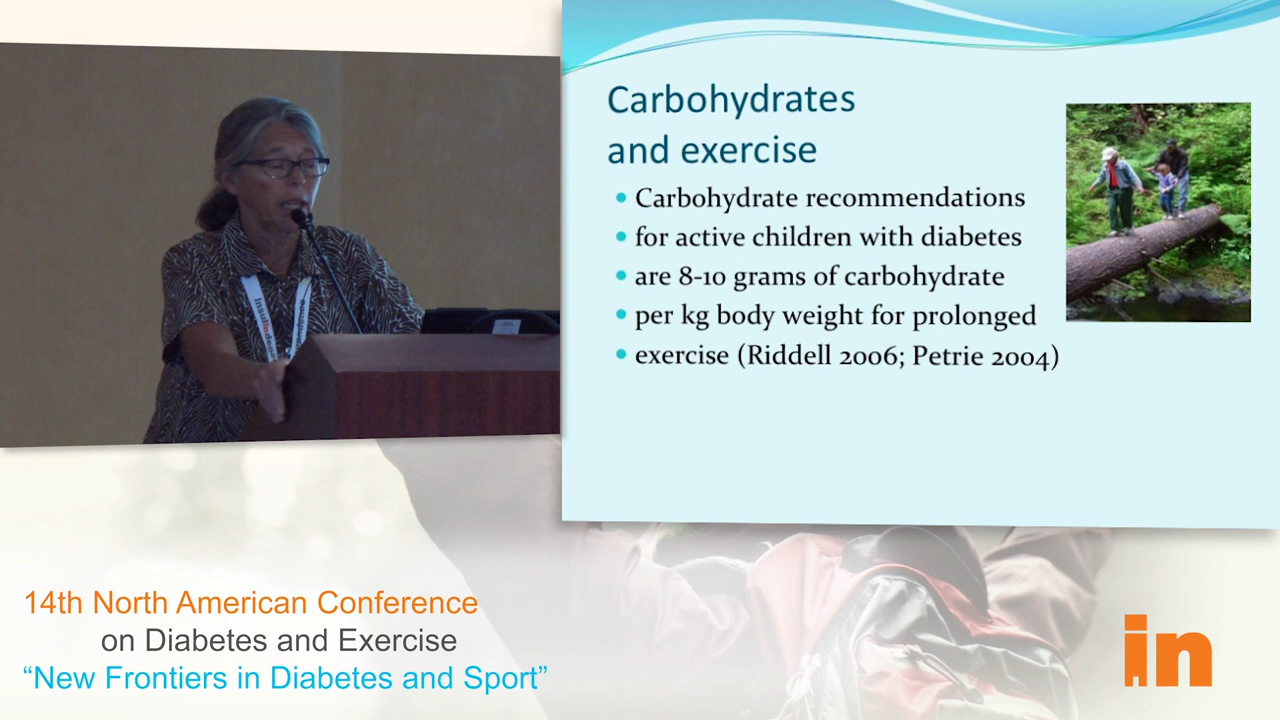 Carbohydrates
and exercise
• Carbohydrate recommendations
• for active children with diabetes
• are 8-10 grams of carbohydrate
• per kg body weight for prolonged
• exercise (Riddell 2006; Petrie 2004)
14th North American Conference
on Diabetes and Exercise
“New Frontiers in Diabetes and Sport”
in